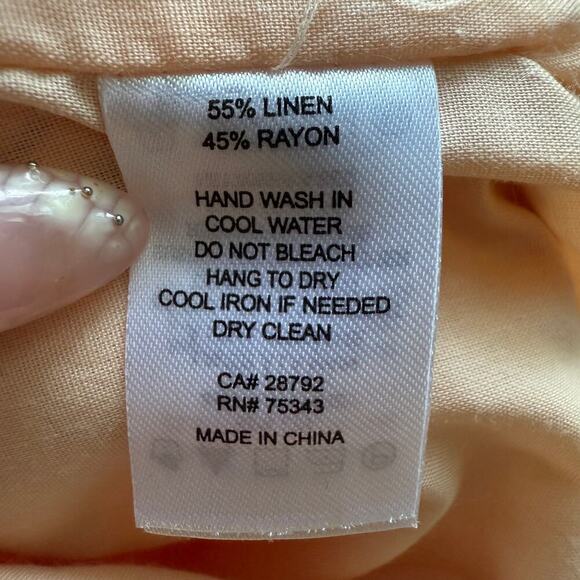 55% LINEN
45% RAYON
HAND WASH IN
COOL WATER
DO NOT BLEACH
HANG TO DRY
COOL IRON IF NEEDED
DRY CLEAN
CA# 28792
RN# 75343
MADE IN CHINA